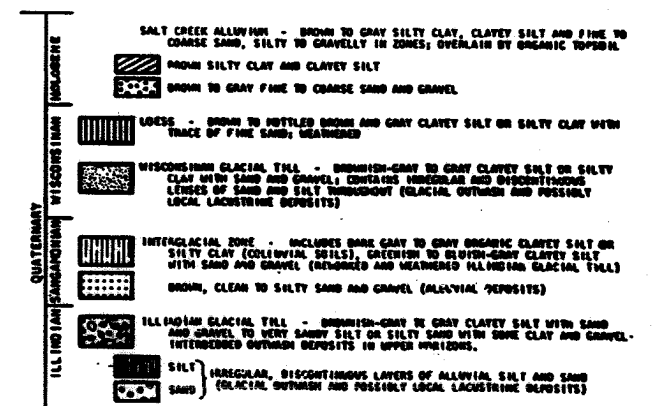 SALT CREEK ALLUVIUM - BROWN TO GRAY SILTY CLAY, CLAYEY SILT AND FINE TO
COARSE SAND, SILTY TO GRAVELLY IN ZONES; OVERLAIN BY ORGANIC TOPSOIL
HOLOCENE
BROWN SILTY CLAY AND CLAYEY SILT
BROWN TO GRAY FINE TO COARSE SAND AND GRAVEL
LOESS - BROWN TO MOTTLED BROWN AND GRAY CLAYEY SILT OR SILTY CLAY WITH
TRACE OF FINE SAND; WEATHERED
WISCONSINAN
WISCONSINAN GLACIAL TILL - BROWNISH-GRAY TO GRAY CLAYEY SILT OR SILTY
CLAY WITH SAND AND GRAVEL; CONTAINS IRREGULAR AND DISCONTINUOUS
LENSES OF SAND AND SILT THROUGHOUT (GLACIAL OUTWASH AND POSSIBLY
LOCAL LACUSTRINE DEPOSITS)
QUATERNARY
SANGAMONIAN
INTERGLACIAL ZONE - INCLUDES DARK GRAY TO GRAY ORGANIC CLAYEY SILT OR
SILTY CLAY (COLLUVIAL SOILS), GREENISH TO BLUISH-GRAY CLAYEY SILT
WITH SAND AND GRAVEL (REWORKED AND WEATHERED ILLINOIAN GLACIAL TILL)
BROWN, CLEAN TO SILTY SAND AND GRAVEL (ALLUVIAL DEPOSITS)
ILLINOIAN
ILLINOIAN GLACIAL TILL - BROWNISH-GRAY TO GRAY CLAYEY SILT WITH SAND
AND GRAVEL TO VERY SANDY SILT OR SILTY SAND WITH SOME CLAY AND GRAVEL-
INTERBEDDED OUTWASH DEPOSITS IN UPPER HORIZONS.
SILT
SAND
IRREGULAR, DISCONTINUOUS LAYERS OF ALLUVIAL SILT AND SAND
(GLACIAL OUTWASH AND POSSIBLY LOCAL LACUSTRINE DEPOSITS)